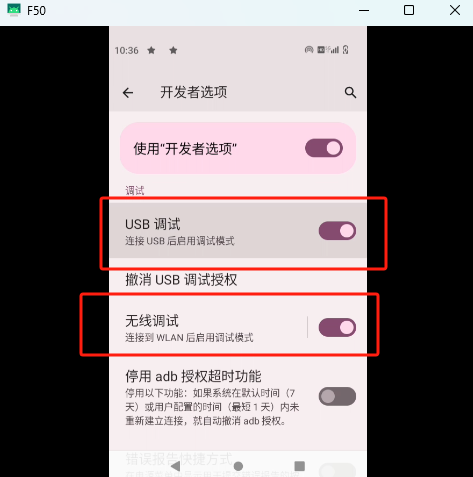 F50
10:36
开发者选项
使用“开发者选项”
调试
USB 调试
连接 USB 后启用调试模式
撤消 USB 调试授权
无线调试
连接到 WLAN 后启用调试模式
停用 adb 授权超时功能
停用以下功能：如果系统在默认时间（7
天）或用户配置的时间（最短 1 天）内未
重新建立连接，就自动撤消 adb 授权。
错误报告快捷方式